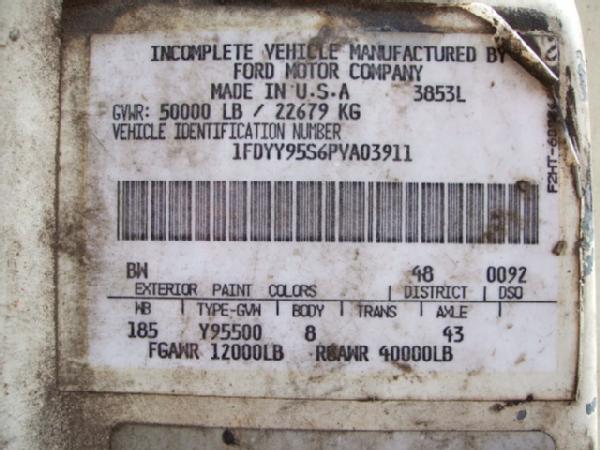 INCOMPLETE VEHICLE MANUFACTURED BY
FORD MOTOR COMPANY
MADE IN U.S.A 3853L
GVWR: 50000 LB / 22679 KG
VEHICLE IDENTIFICATION NUMBER
1FDYY95S6PVA03911
BW 48 0092
EXTERIOR PAINT COLORS DISTRICT DSO
WB TYPE-GVW BODY TRANS AXLE
185 Y95500 8 43
FGAWR 12000LB RGAWR 40000LB